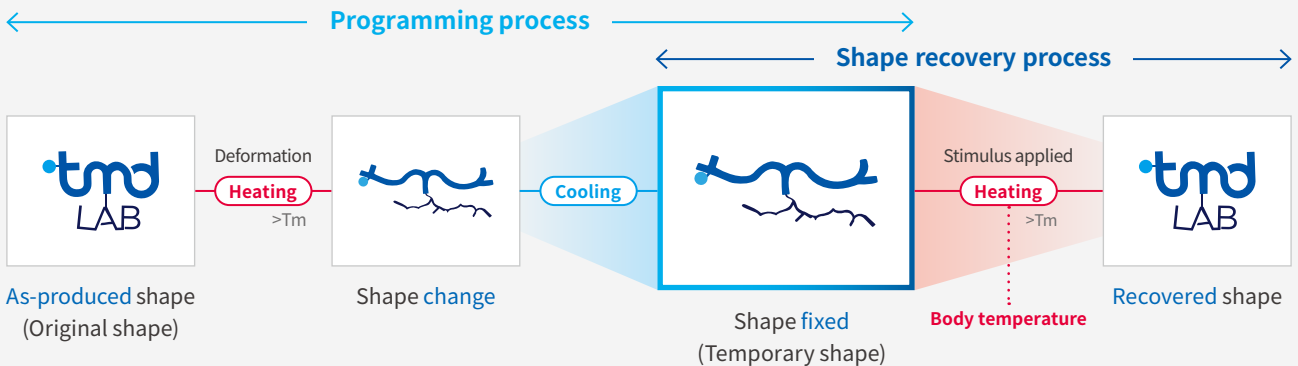 Programming process
Shape recovery process
tmd
LAB
As-produced shape
(Original shape)
Deformation
Heating
>Tm
Shape change
Cooling
Shape fixed
(Temporary shape)
Stimulus applied
Heating
>Tm
Body temperature
tmd
LAB
Recovered shape